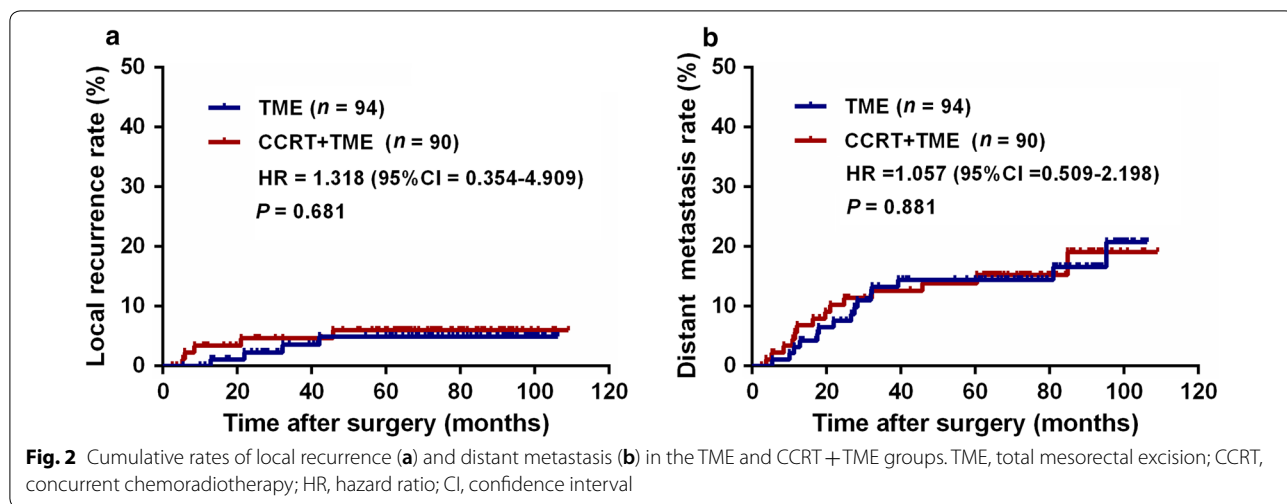 a
Local recurrence rate (%)
50
40
30
20
10
0
TME (n = 94)
CCRT+TME (n = 90)
HR = 1.318 (95%CI = 0.354-4.909)
P = 0.681
0 20 40 60 80 100 120
Time after surgery (months)
b
Distant metastasis rate (%)
50
40
30
20
10
0
TME (n = 94)
CCRT+TME (n = 90)
HR =1.057 (95%CI =0.509-2.198)
P = 0.881
0 20 40 60 80 100 120
Time after surgery (months)
Fig. 2 Cumulative rates of local recurrence (a) and distant metastasis (b) in the TME and CCRT + TME groups. TME, total mesorectal excision; CCRT,
concurrent chemoradiotherapy; HR, hazard ratio; CI, confidence interval